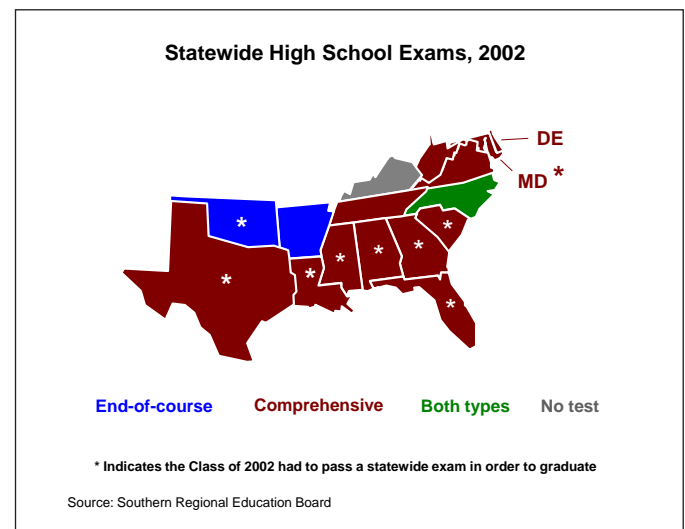 Statewide High School Exams, 2002
DE
MD *
*
*
*
*
*
*
*
*
End-of-course Comprehensive Both types No test
* Indicates the Class of 2002 had to pass a statewide exam in order to graduate
Source: Southern Regional Education Board